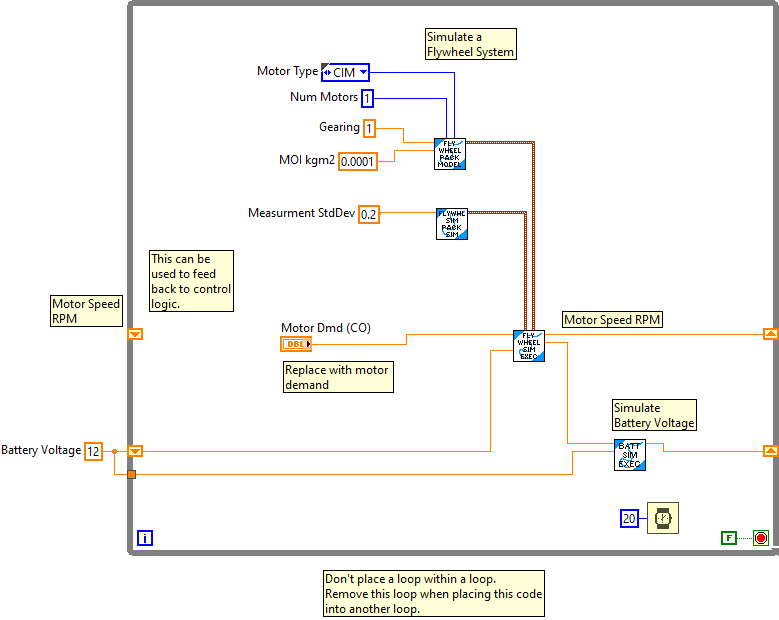 Simulate a
Flywheel System
Motor Type
CIM
Num Motors
1
Gearing
1
MOI kgm2
0.0001
FLY
WHEEL
PACK
MODEL
Measurment StdDev
0.2
FLYWHE
SIM
PACK
SIM
This can be
used to feed
back to control
logic.
Motor Speed
RPM
Motor Dmd (CO)
DBL
Replace with motor
demand
FLY
WHEEL
SIM
EXEC
Motor Speed RPM
Simulate
Battery Voltage
Battery Voltage
12
BATT
SIM
EXEC
20
i
F
Don't place a loop within a loop.
Remove this loop when placing this code
into another loop.